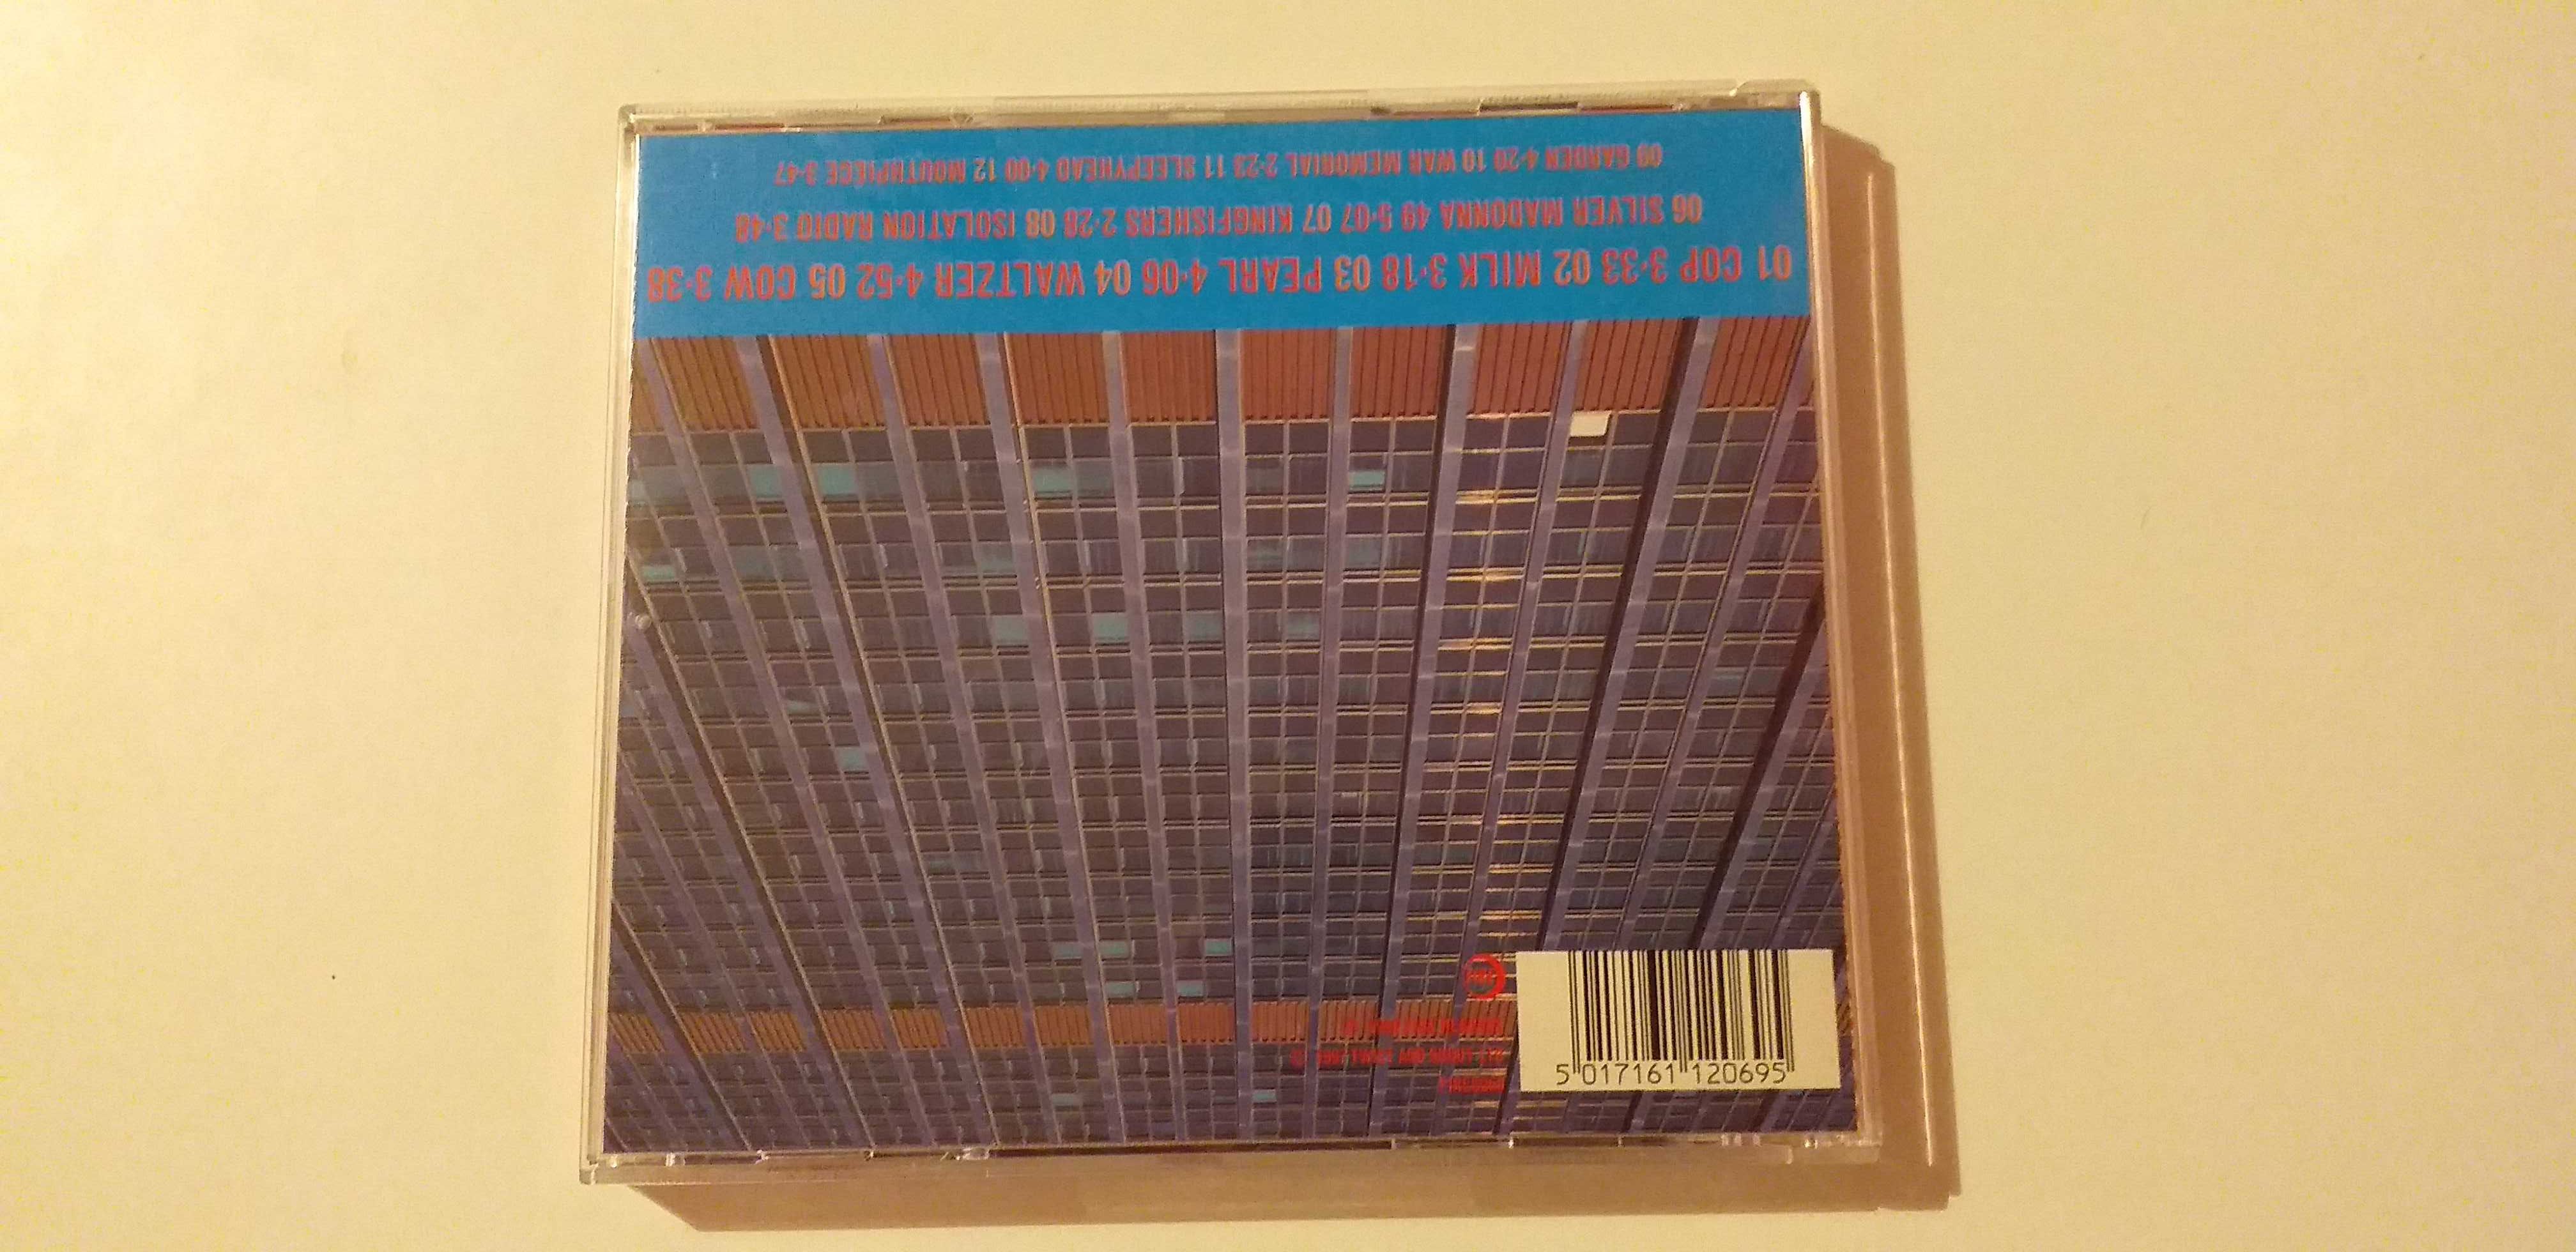 01 COP 3·33 02 MILK 3·18 03 PEARL 4·06 04 WALTZER 4·52 05 COW 3·38
06 SILVER MADONNA 49 5·07 07 KINGFISHERS 2·28 08 ISOLATION RADIO 3·48
09 GARDEN 4·20 10 WAR MEMORIAL 2·23 11 SLEEPYHEAD 4·00 12 MOUTHPIECE 3·47
FIRE
5 017161 120695